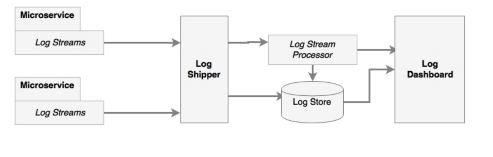 Microservice
Log Streams
Microservice
Log Streams
Log
Shipper
Log Stream
Processor
Log Store
Log
Dashboard